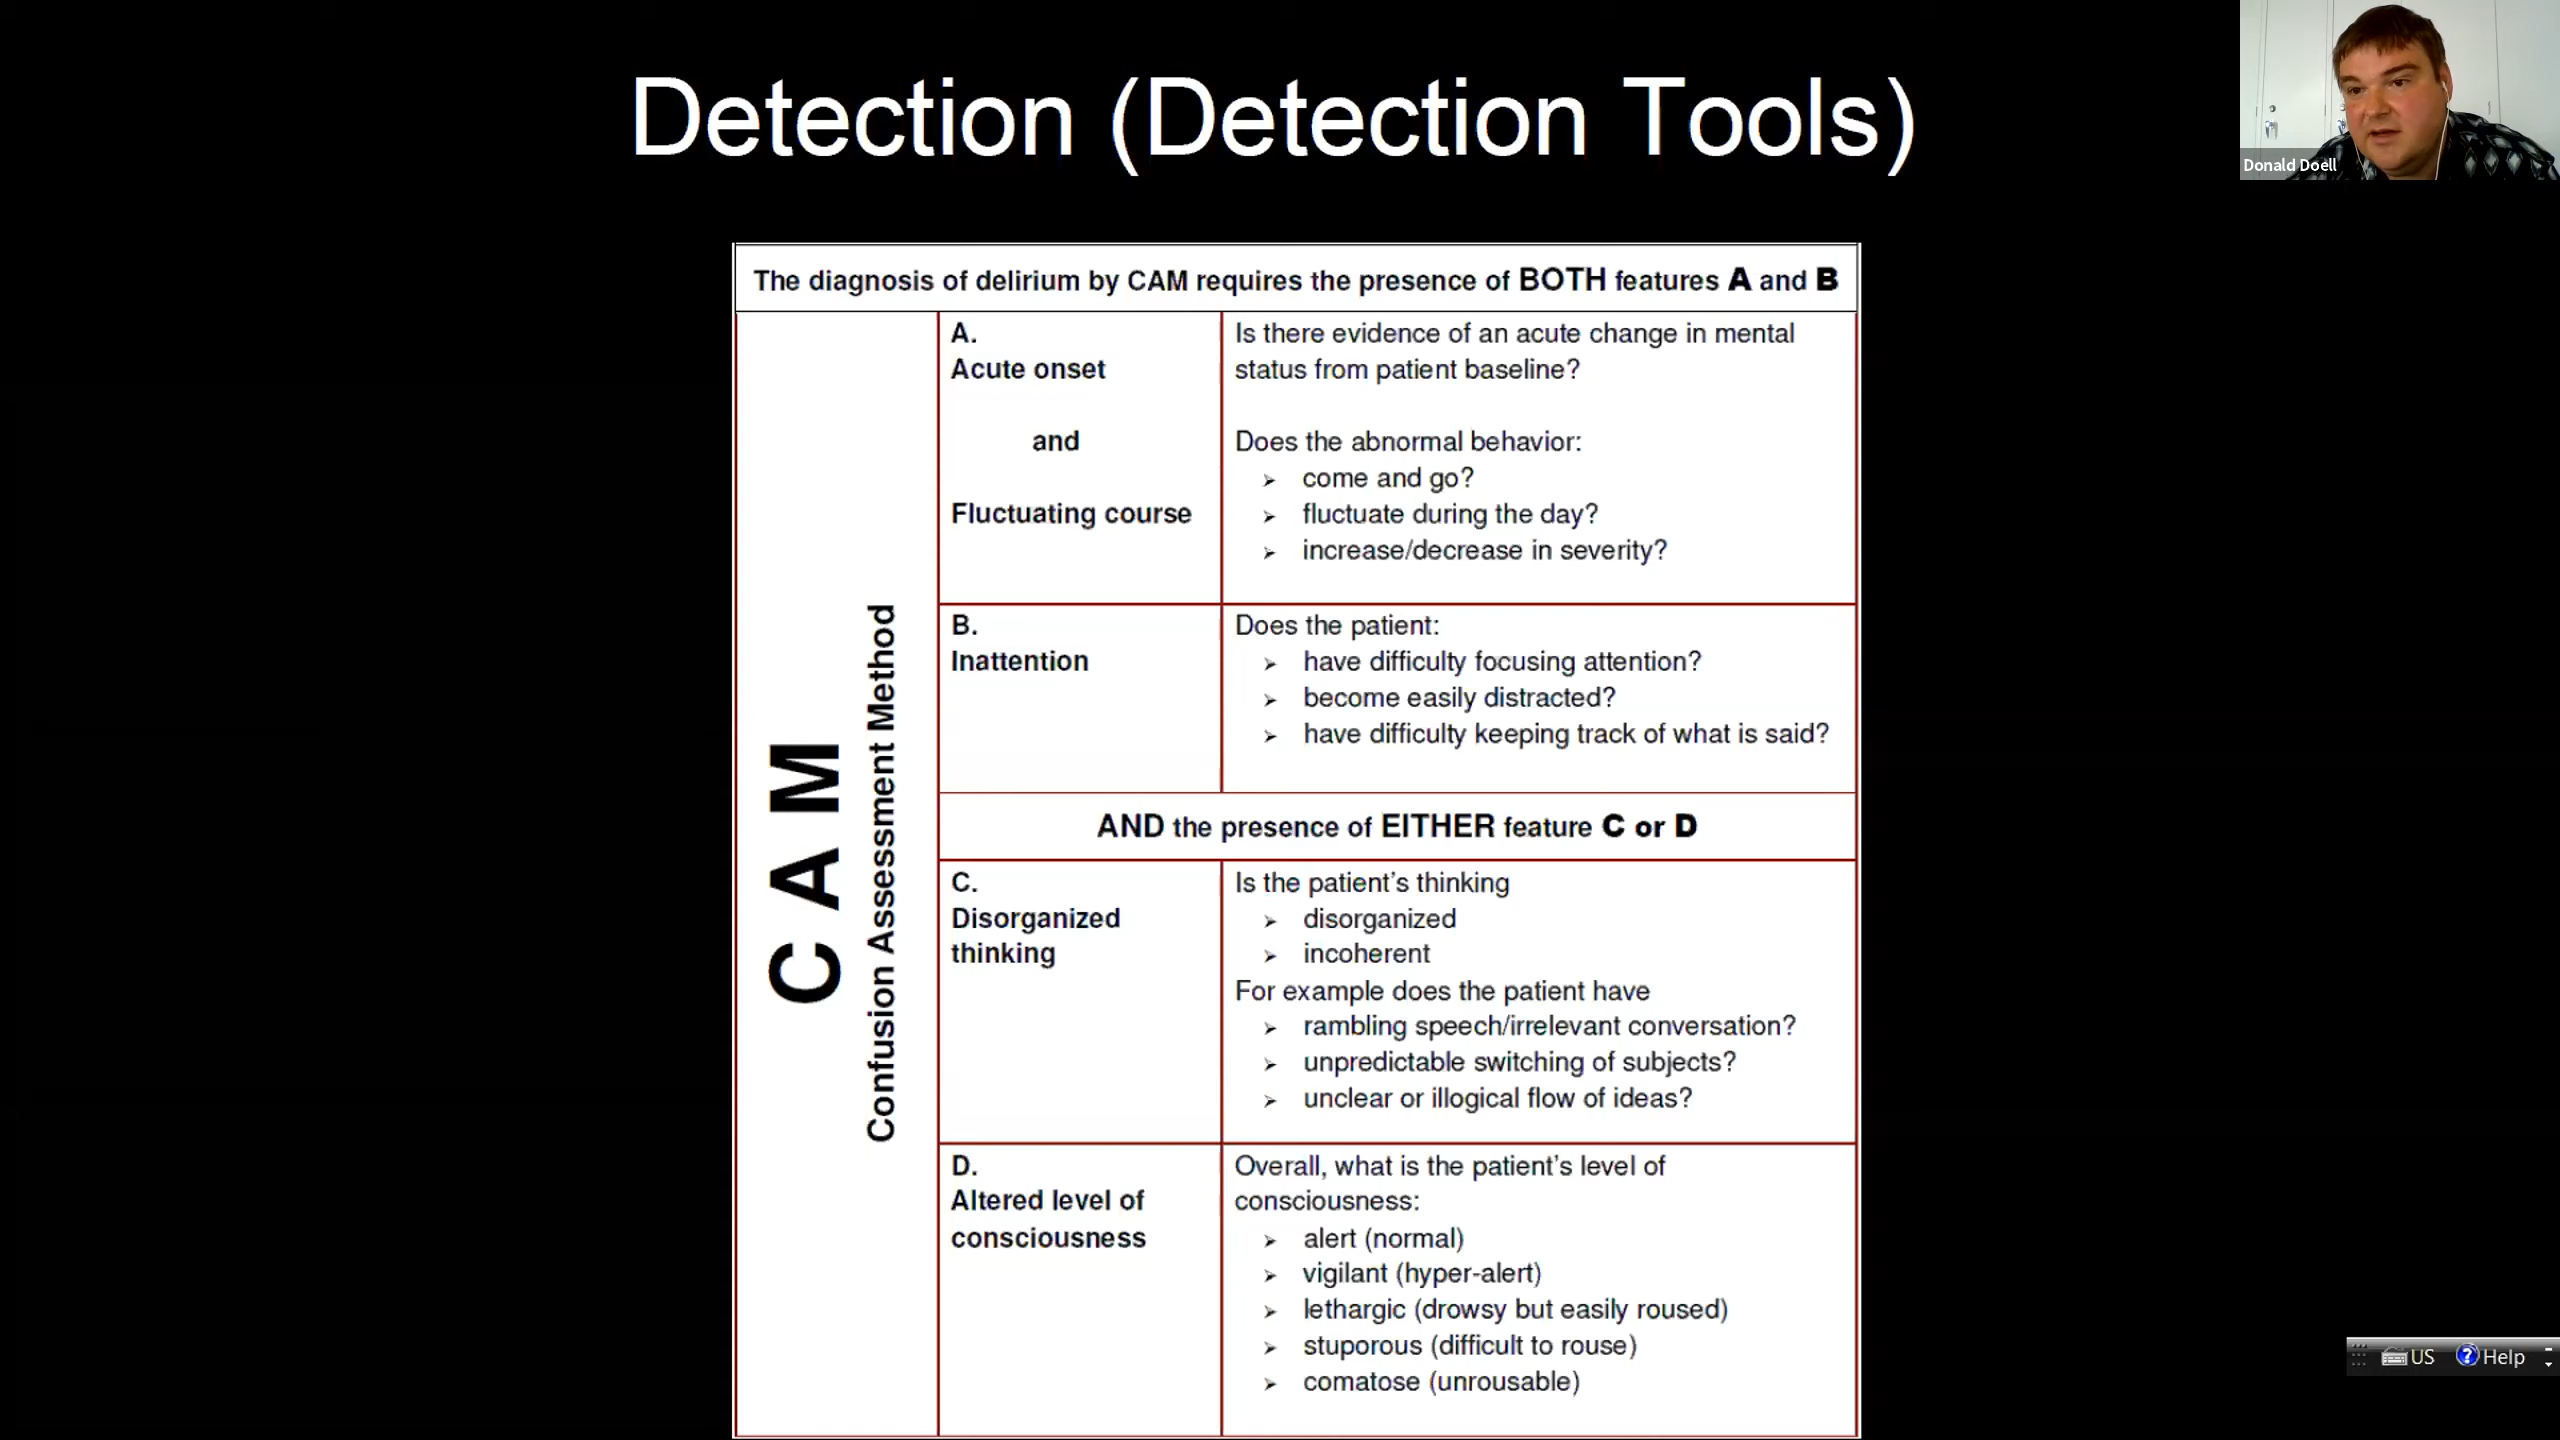 Detection (Detection Tools)
Donald Doell
The diagnosis of delirium by CAM requires the presence of BOTH features A and B
C A M
Confusion Assessment Method
A.
Acute onset
and
Fluctuating course
Is there evidence of an acute change in mental
status from patient baseline?
Does the abnormal behavior:
➢ come and go?
➢ fluctuate during the day?
➢ increase/decrease in severity?
B.
Inattention
Does the patient:
➢ have difficulty focusing attention?
➢ become easily distracted?
➢ have difficulty keeping track of what is said?
AND the presence of EITHER feature C or D
C.
Disorganized
thinking
Is the patient's thinking
➢ disorganized
➢ incoherent
For example does the patient have
➢ rambling speech/irrelevant conversation?
➢ unpredictable switching of subjects?
➢ unclear or illogical flow of ideas?
D.
Altered level of
consciousness
Overall, what is the patient's level of
consciousness:
➢ alert (normal)
➢ vigilant (hyper-alert)
➢ lethargic (drowsy but easily roused)
➢ stuporous (difficult to rouse)
➢ comatose (unrousable)
US Help